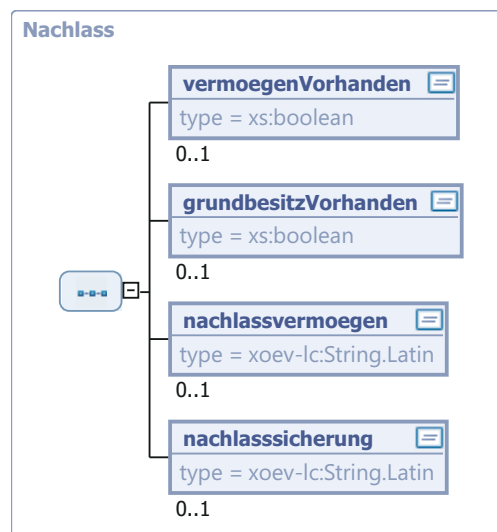 Nachlass
vermoegenVorhanden
type = xs:boolean
0..1
grundbesitzVorhanden
type = xs:boolean
0..1
nachlassvermoegen
type = xoev-lc:String.Latin
0..1
nachlasssicherung
type = xoev-lc:String.Latin
0..1